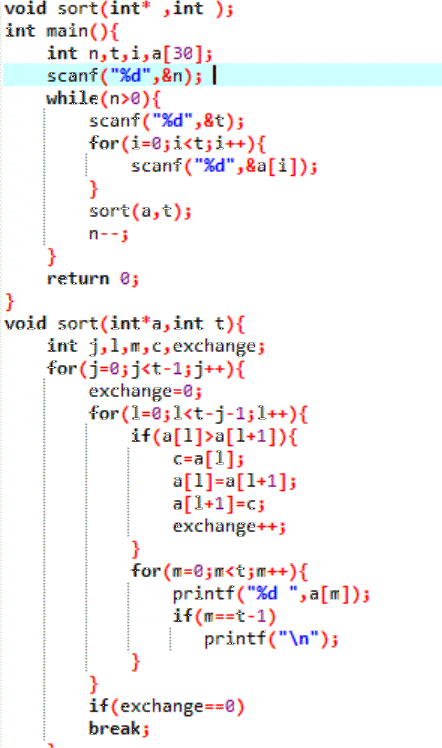 void sort(int* ,int );
int main(){
    int n,t,i,a[30];
    scanf("%d",&n);
    while(n>0){
        scanf("%d",&t);
        for(i=0;i<t;i++){
            scanf("%d",&a[i]);
        }
        sort(a,t);
        n--;
    }
    return 0;
}
void sort(int*a,int t){
    int j,l,m,c,exchange;
    for(j=0;j<t-1;j++){
        exchange=0;
        for(l=0;l<t-j-1;l++){
            if(a[l]>a[l+1]){
                c=a[l];
                a[l]=a[l+1];
                a[l+1]=c;
                exchange++;
            }
            for(m=0;m<t;m++){
                printf("%d ",a[m]);
                if(m==t-1)
                   printf("\n");
            }
        }
        if(exchange==0)
        break;
    }